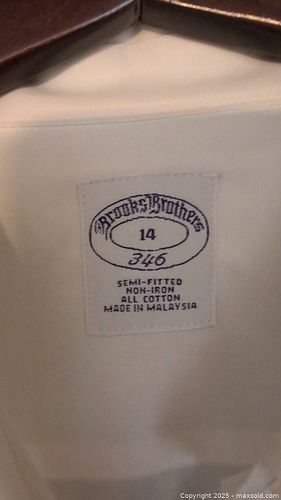 Brooks Brothers
14
346
SEMI-FITTED
NON-IRON
ALL COTTON
MADE IN MALAYSIA
Copyright © 2025 - maxsold.com